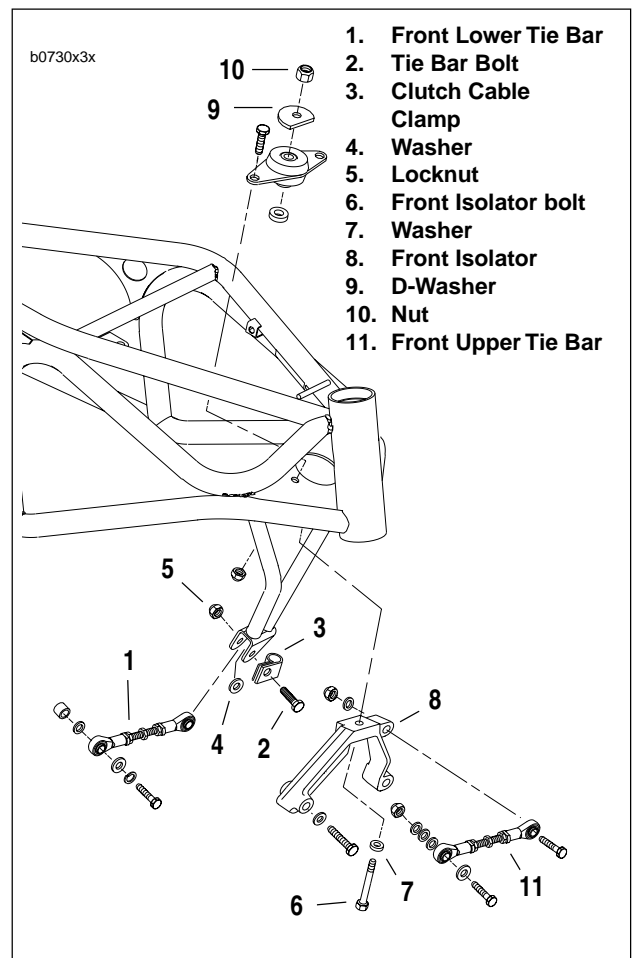 b0730x3x
1. Front Lower Tie Bar
2. Tie Bar Bolt
3. Clutch Cable
Clamp
4. Washer
5. Locknut
6. Front Isolator bolt
7. Washer
8. Front Isolator
9. D-Washer
10. Nut
11. Front Upper Tie Bar
10
9
5
3
1
4
2
8
7
6
11